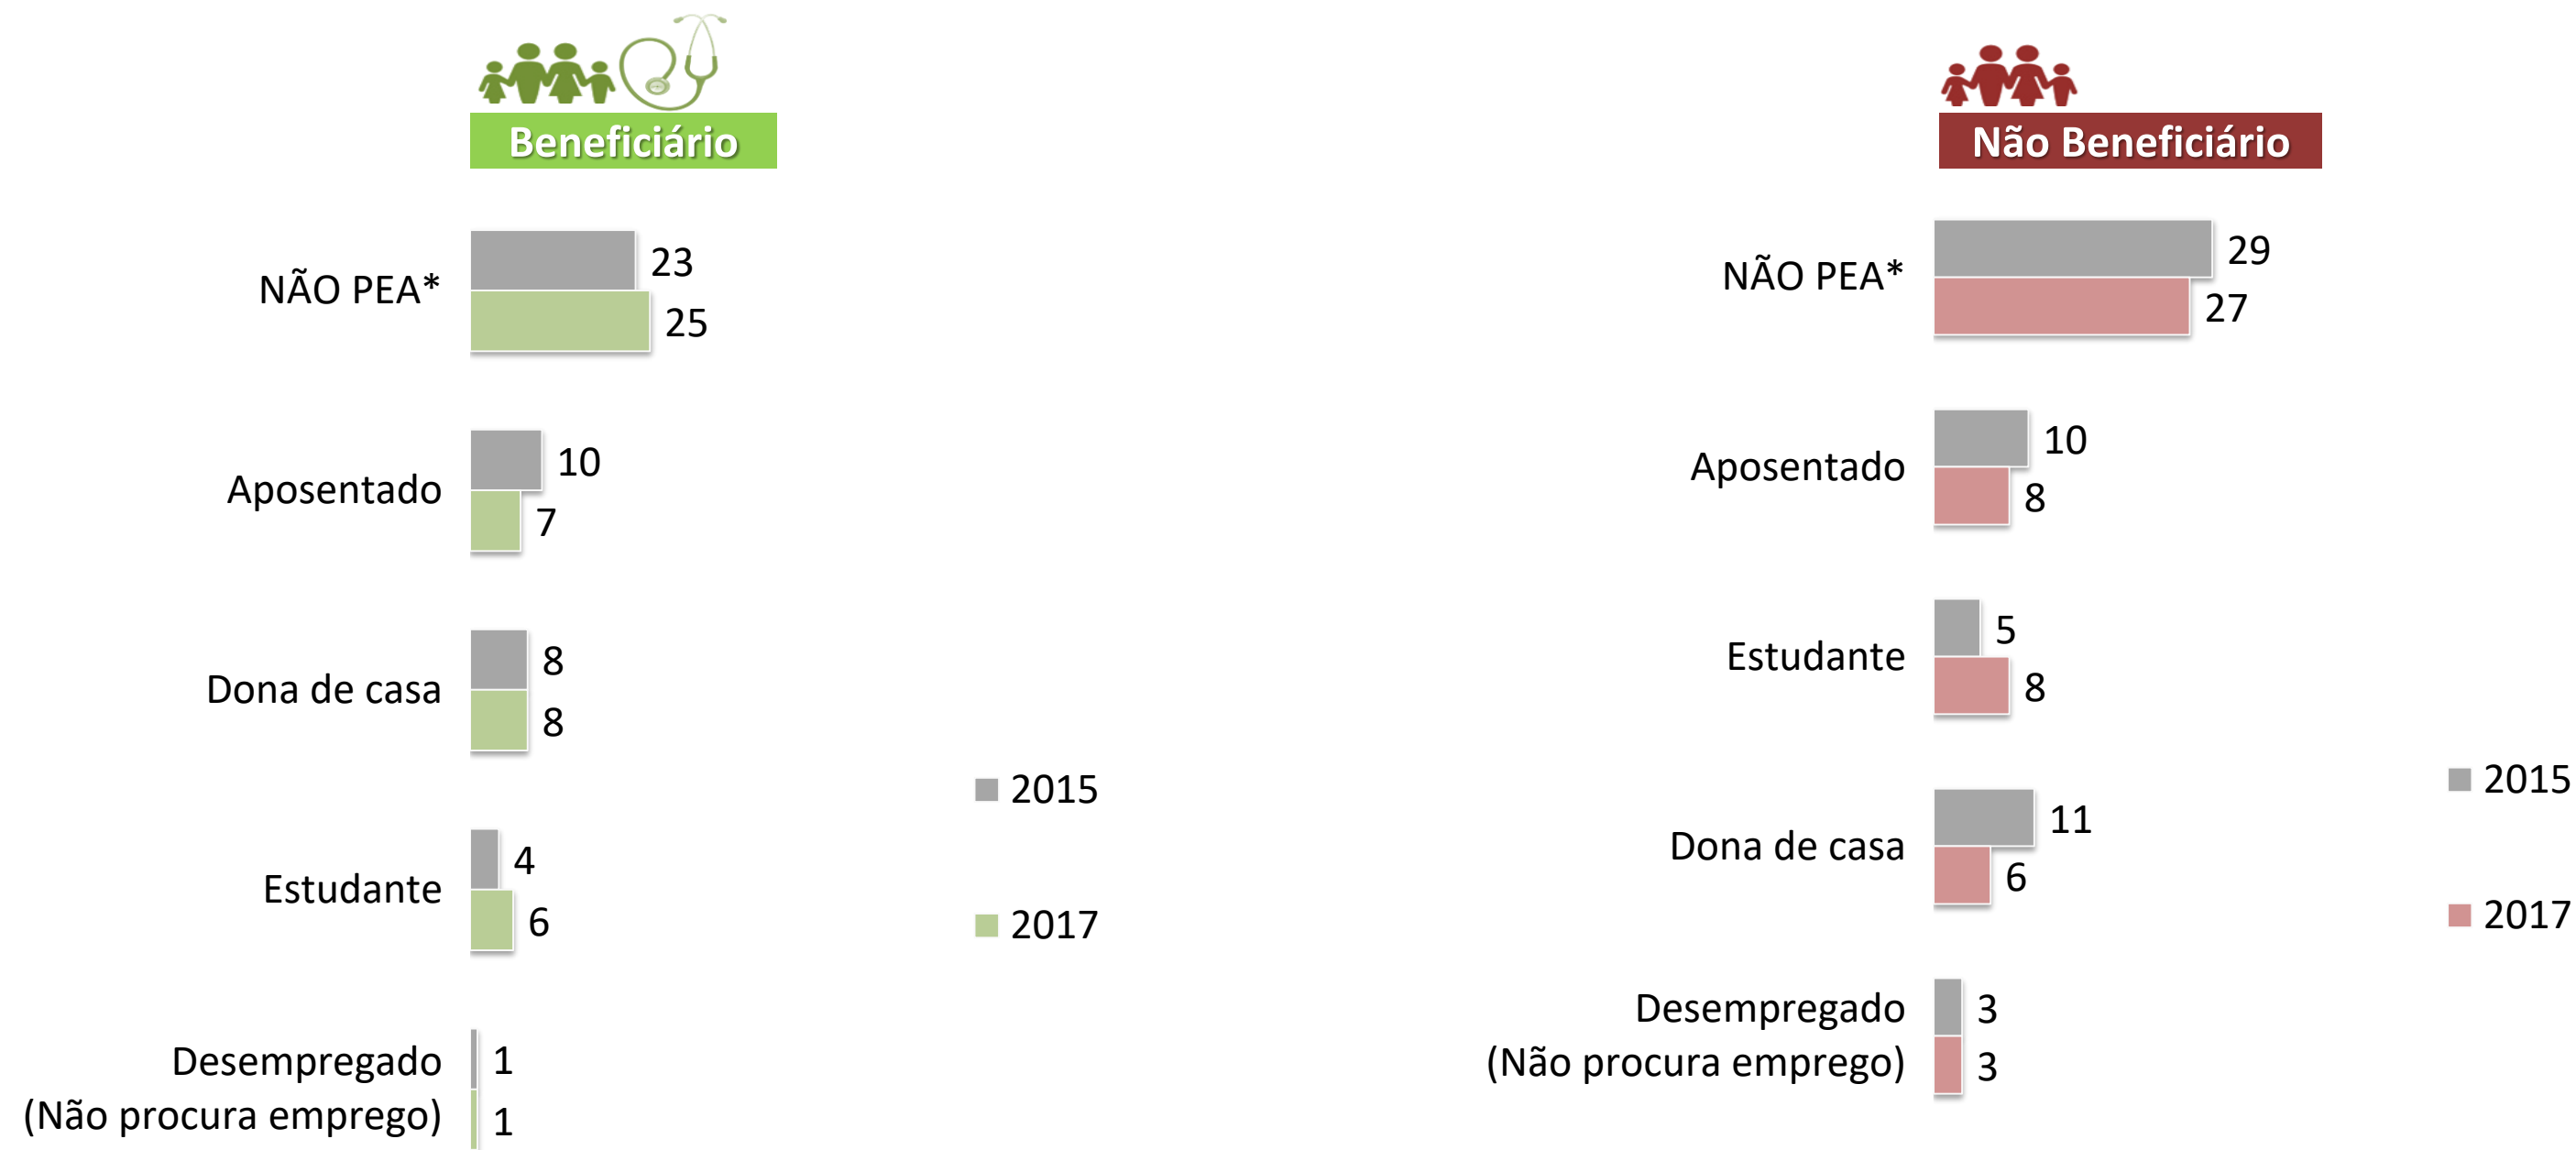 Beneficiário
NÃO PEA*
23
25
Aposentado
10
7
Dona de casa
8
8
Estudante
4
6
Desempregado
(Não procura emprego)
1
1
2015
2017
Não Beneficiário
NÃO PEA*
29
27
Aposentado
10
8
Estudante
5
8
Dona de casa
11
6
Desempregado
(Não procura emprego)
3
3
2015
2017